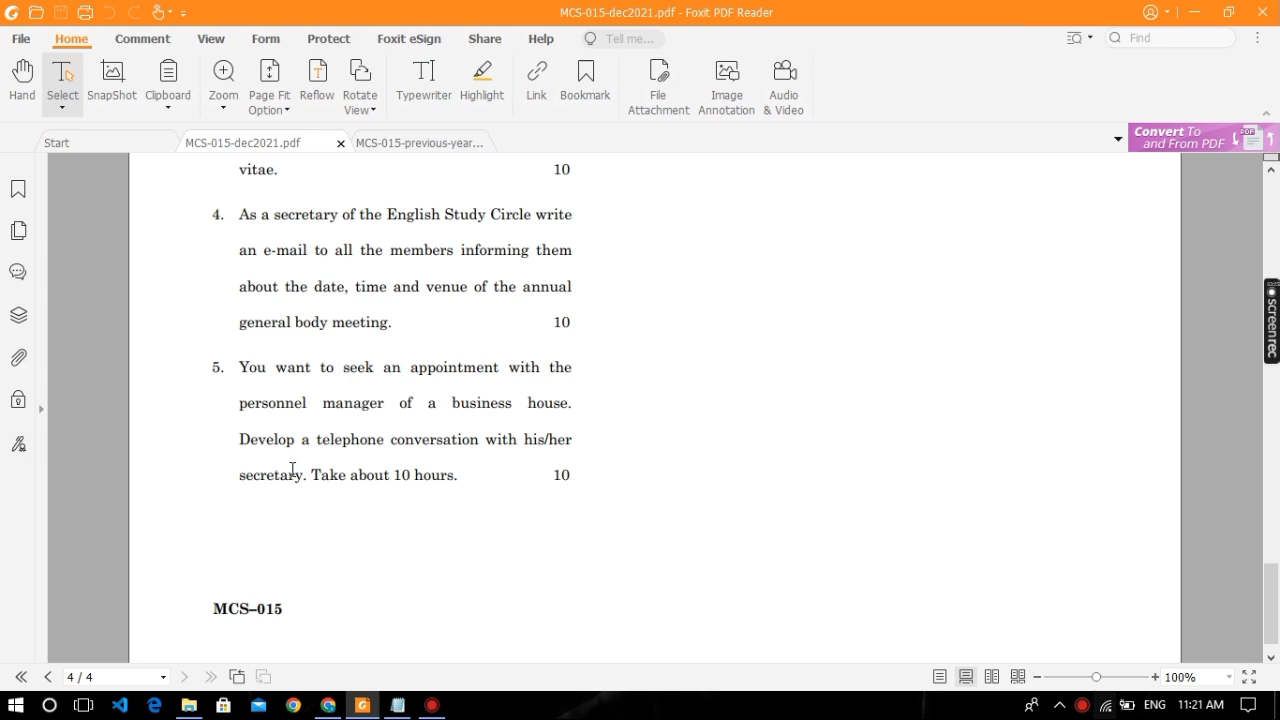 MCS-015-dec2021.pdf - Foxit PDF Reader
File Home Comment View Form Protect Foxit eSign Share Help Tell me... Find
Hand Select SnapShot Clipboard Zoom Page Fit Option Reflow Rotate View Typewriter Highlight Link Bookmark File Attachment Image Annotation Audio & Video
Start MCS-015-dec2021.pdf MCS-015-previous-year... Convert To and From PDF
PDF
vitae. 10
4. As a secretary of the English Study Circle write
an e-mail to all the members informing them
about the date, time and venue of the annual
general body meeting. 10
5. You want to seek an appointment with the
personnel manager of a business house.
Develop a telephone conversation with his/her
secretary. Take about 10 hours. 10
MCS–015
screenrec
4 / 4 100%
ENG 11:21 AM